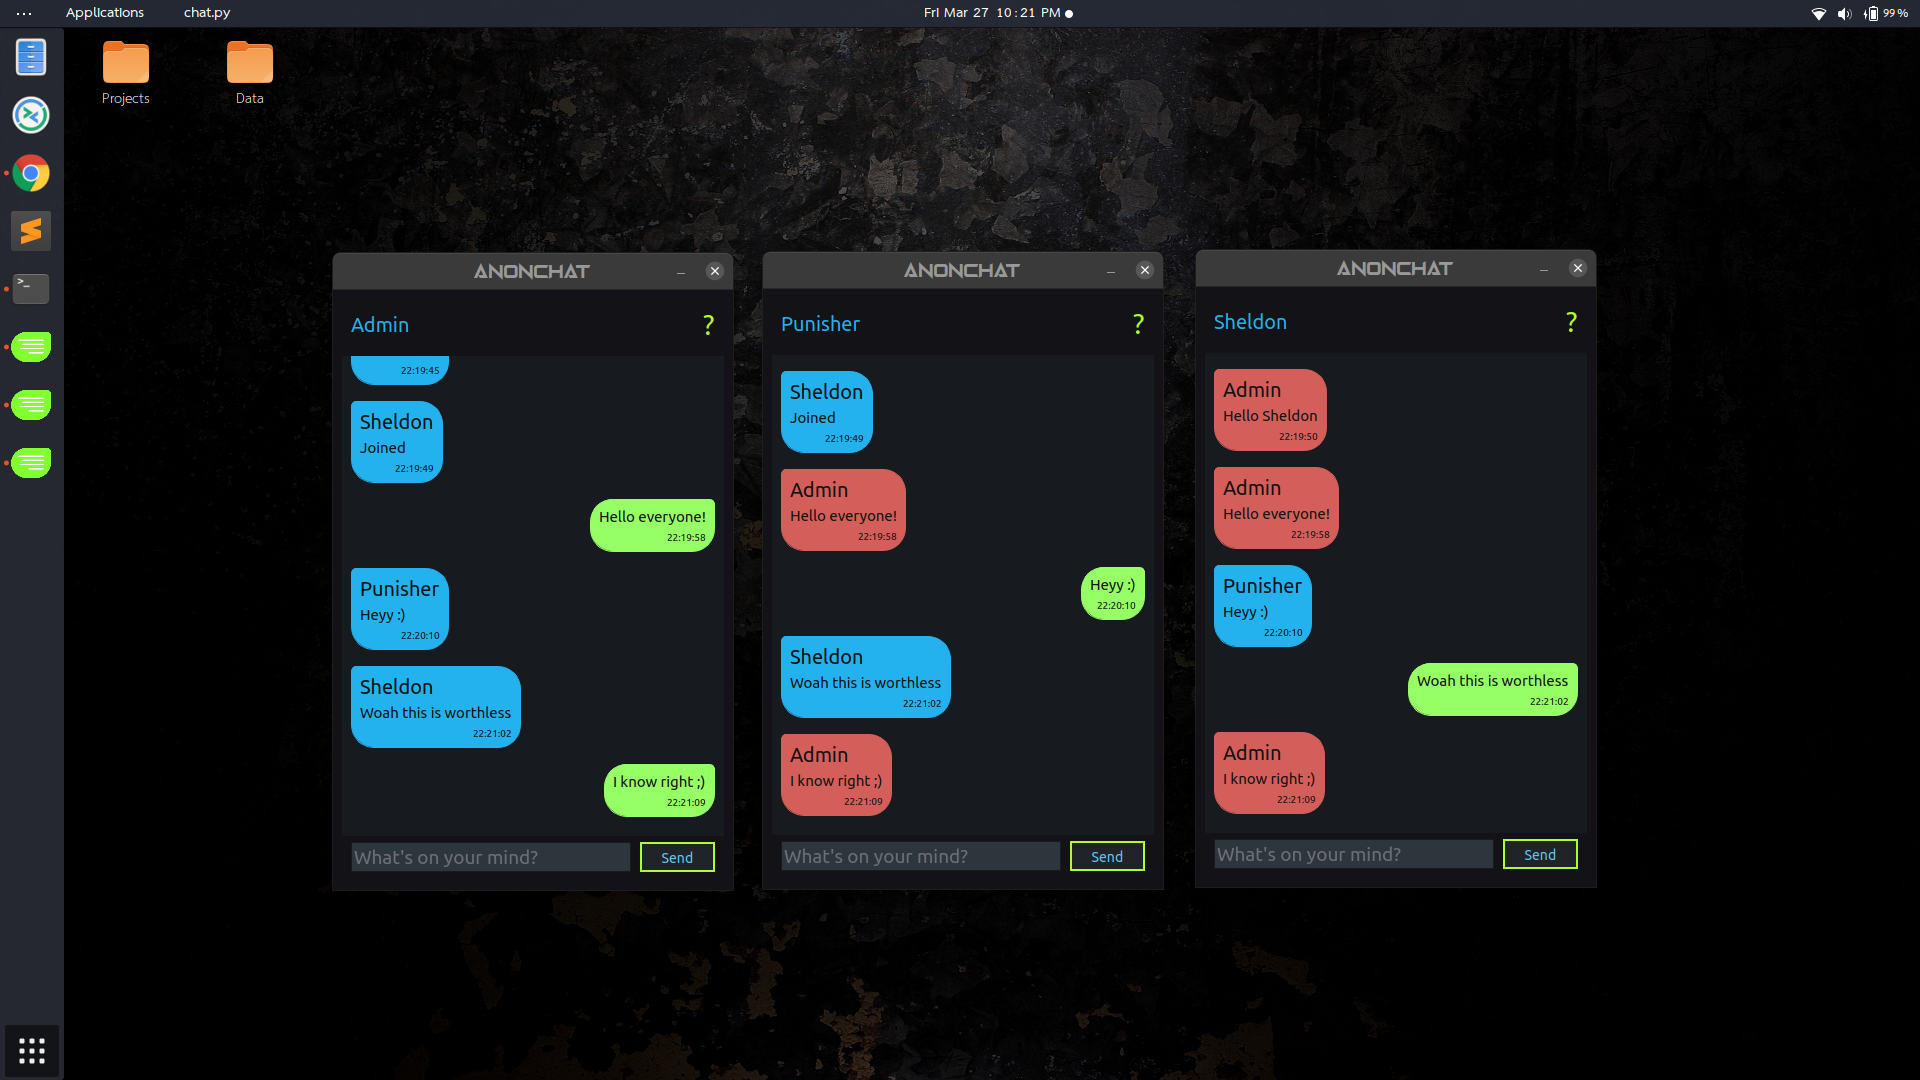 Applications
chat.py
Fri Mar 27 10:21 PM
99 %
Projects
Data
>_
ANONCHAT
Admin
?
22:19:45
Sheldon
Joined
22:19:49
Hello everyone!
22:19:58
Punisher
Heyy :)
22:20:10
Sheldon
Woah this is worthless
22:21:02
I know right ;)
22:21:09
What's on your mind?
Send
ANONCHAT
Punisher
?
Sheldon
Joined
22:19:49
Admin
Hello everyone!
22:19:58
Heyy :)
22:20:10
Sheldon
Woah this is worthless
22:21:02
Admin
I know right ;)
22:21:09
What's on your mind?
Send
ANONCHAT
Sheldon
?
Admin
Hello Sheldon
22:19:50
Admin
Hello everyone!
22:19:58
Punisher
Heyy :)
22:20:10
Woah this is worthless
22:21:02
Admin
I know right ;)
22:21:09
What's on your mind?
Send